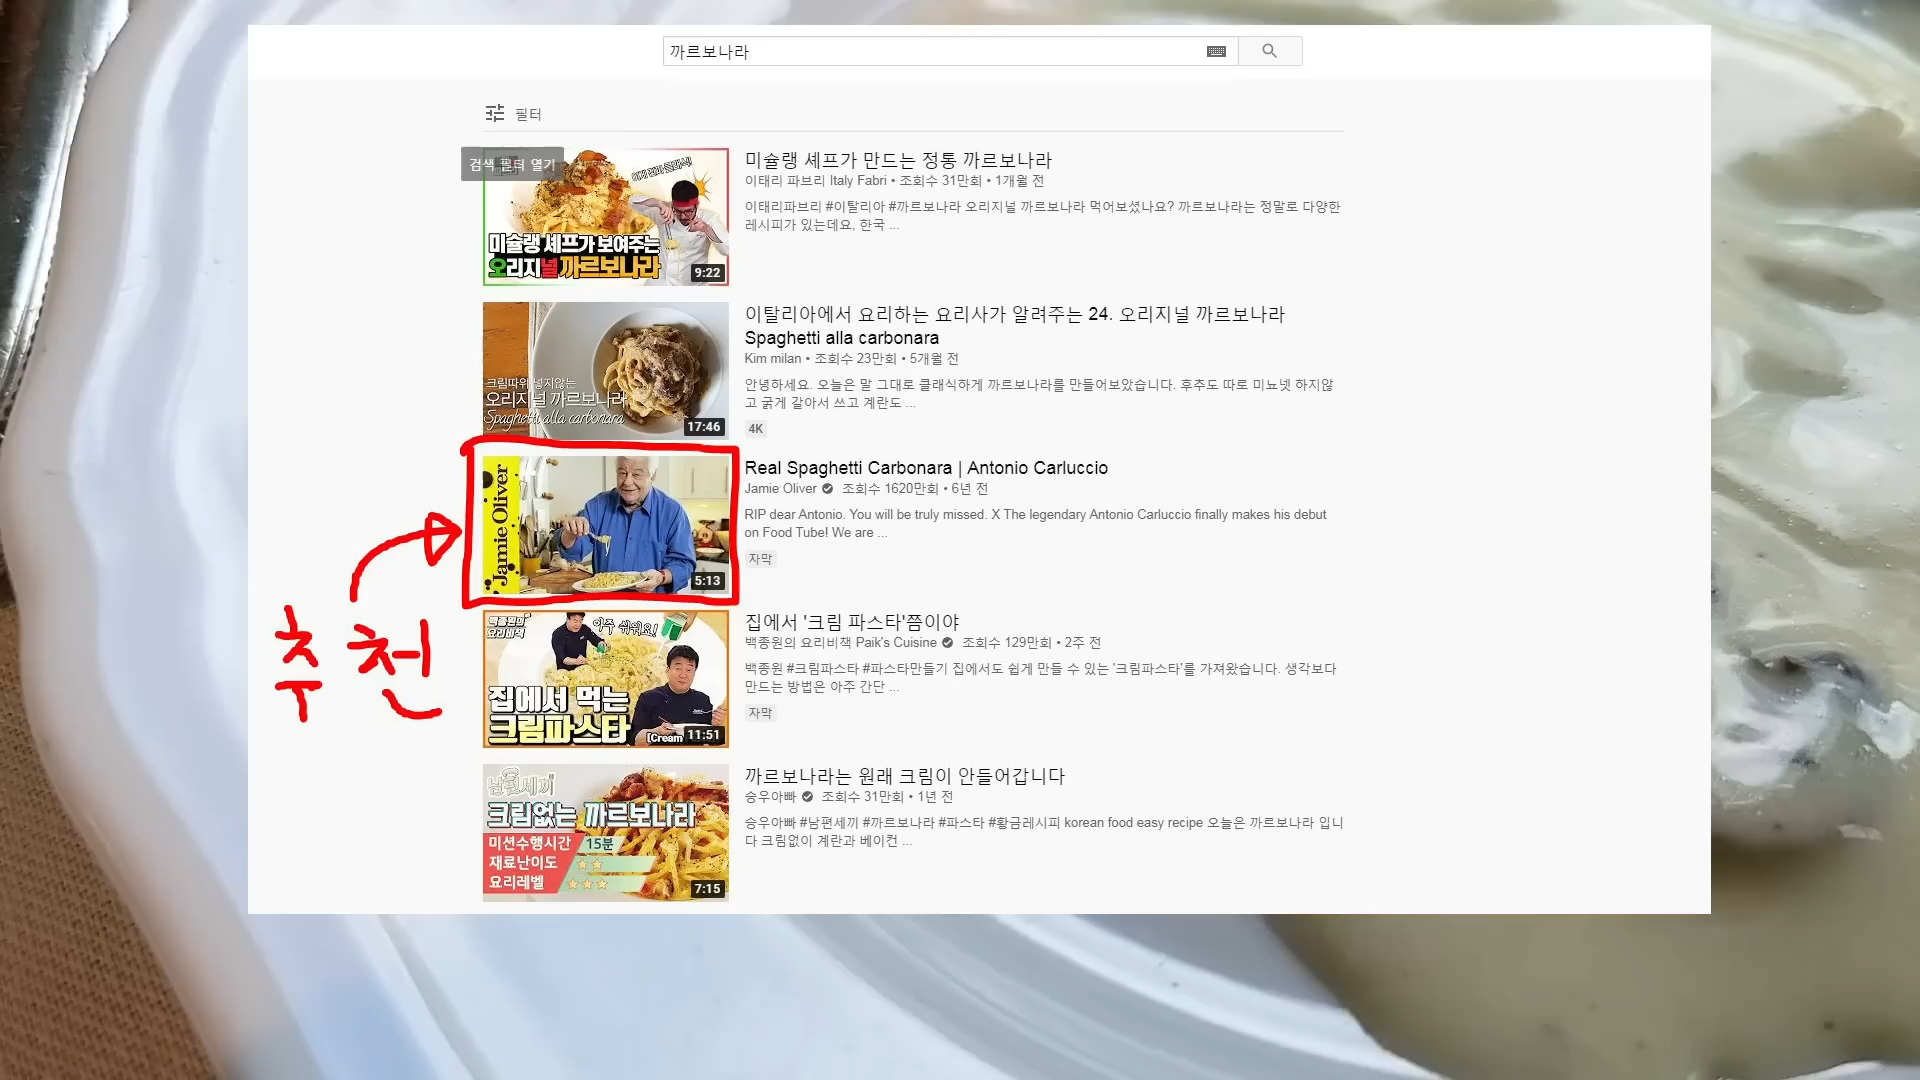 까르보나라
필터
검색 필터 열기
미슐랭 셰프가 보여주는
오리지널 까르보나라
9:22
미슐랭 셰프가 만드는 정통 까르보나라
이태리 파브리 Italy Fabri • 조회수 31만회 • 1개월 전
이태리파브리 #이탈리아 #까르보나라 오리지널 까르보나라 먹어보셨나요? 까르보나라는 정말로 다양한
레시피가 있는데요, 한국 ...
크림따위 넣지않는
오리지널 까르보나라
Spaghetti alla carbonara
17:46
이탈리아에서 요리하는 요리사가 알려주는 24. 오리지널 까르보나라
Spaghetti alla carbonara
Kim milan • 조회수 23만회 • 5개월 전
안녕하세요. 오늘은 말 그대로 클래식하게 까르보나라를 만들어보았습니다. 후추도 따로 미뇨넷 하지않
고 굵게 갈아서 쓰고 계란도 ...
4K
추천
Jamie Oliver
5:13
Real Spaghetti Carbonara | Antonio Carluccio
Jamie Oliver 조회수 1620만회 • 6년 전
RIP dear Antonio. You will be truly missed. X The legendary Antonio Carluccio finally makes his debut
on Food Tube! We are ...
자막
백종원의
요리비책
아주 쉬워요!
집에서 먹는
크림파스타
[Cream
11:51
집에서 '크림 파스타'쯤이야
백종원의 요리비책 Paik's Cuisine 조회수 129만회 • 2주 전
백종원 #크림파스타 #파스타만들기 집에서도 쉽게 만들 수 있는 '크림파스타'를 가져왔습니다. 생각보다
만드는 방법은 아주 간단 ...
자막
남편세끼
크림없는 까르보나라
미션수행시간 15분
재료난이도
요리레벨
7:15
까르보나라는 원래 크림이 안들어갑니다
승우아빠 조회수 31만회 • 1년 전
승우아빠 #남편세끼 #까르보나라 #파스타 #황금레시피 korean food easy recipe 오늘은 까르보나라 입니
다 크림없이 계란과 베이컨 ...